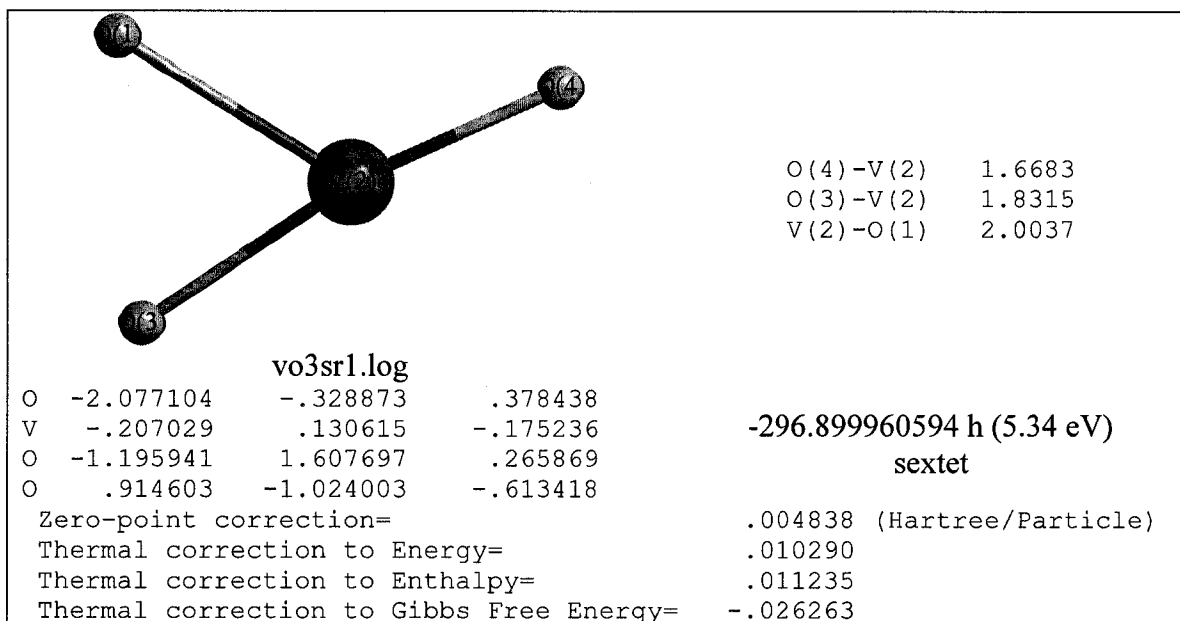 O(4)-V(2) 1.6683
O(3)-V(2) 1.8315
V(2)-O(1) 2.0037
vo3sr1.log
O -2.077104 -.328873 .378438
V -.207029 .130615 -.175236
O -1.195941 1.607697 .265869
O .914603 -1.024003 -.613418
-296.899960594 h (5.34 eV)
sextet
Zero-point correction= .004838 (Hartree/Particle)
Thermal correction to Energy= .010290
Thermal correction to Enthalpy= .011235
Thermal correction to Gibbs Free Energy= -.026263